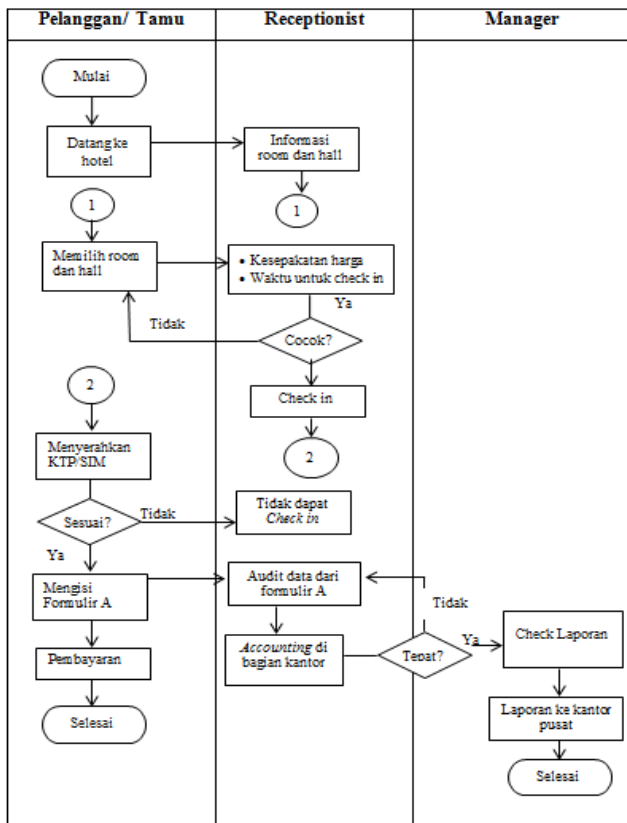 Pelanggan/ Tamu
Receptionist
Manager
Mulai
Datang ke
hotel
Informasi
room dan hall
1
1
Memilih room
dan hall
• Kesepakatan harga
• Waktu untuk check in
Ya
Tidak
Cocok?
2
Check in
Menyerahkan
KTP/SIM
2
Sesuai?
Tidak
Tidak dapat
Check in
Ya
Mengisi
Formulir A
Audit data dari
formulir A
Tidak
Pembayaran
Accounting di
bagian kantor
Tepat?
Ya
Check Laporan
Selesai
Laporan ke kantor
pusat
Selesai